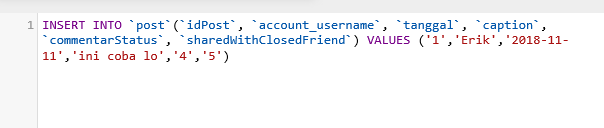 1 INSERT INTO `post`(`idPost`, `account_username`, `tanggal`, `caption`,
`commentarStatus`, `sharedWithClosedFriend`) VALUES ('1','Erik','2018-11-
11','ini coba lo','4','5')